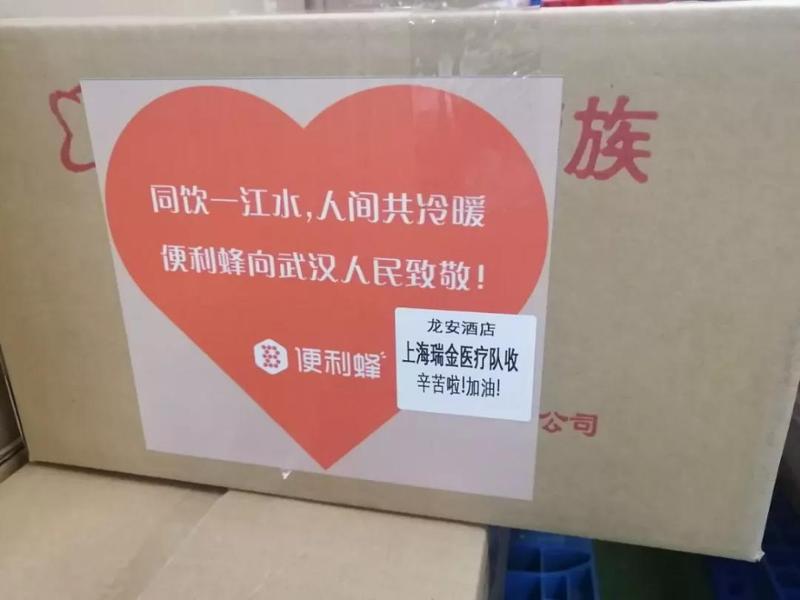 族
同饮一江水,人间共冷暖
便利蜂向武汉人民致敬!
便利蜂
龙安酒店
上海瑞金医疗队收
辛苦啦!加油!
公司